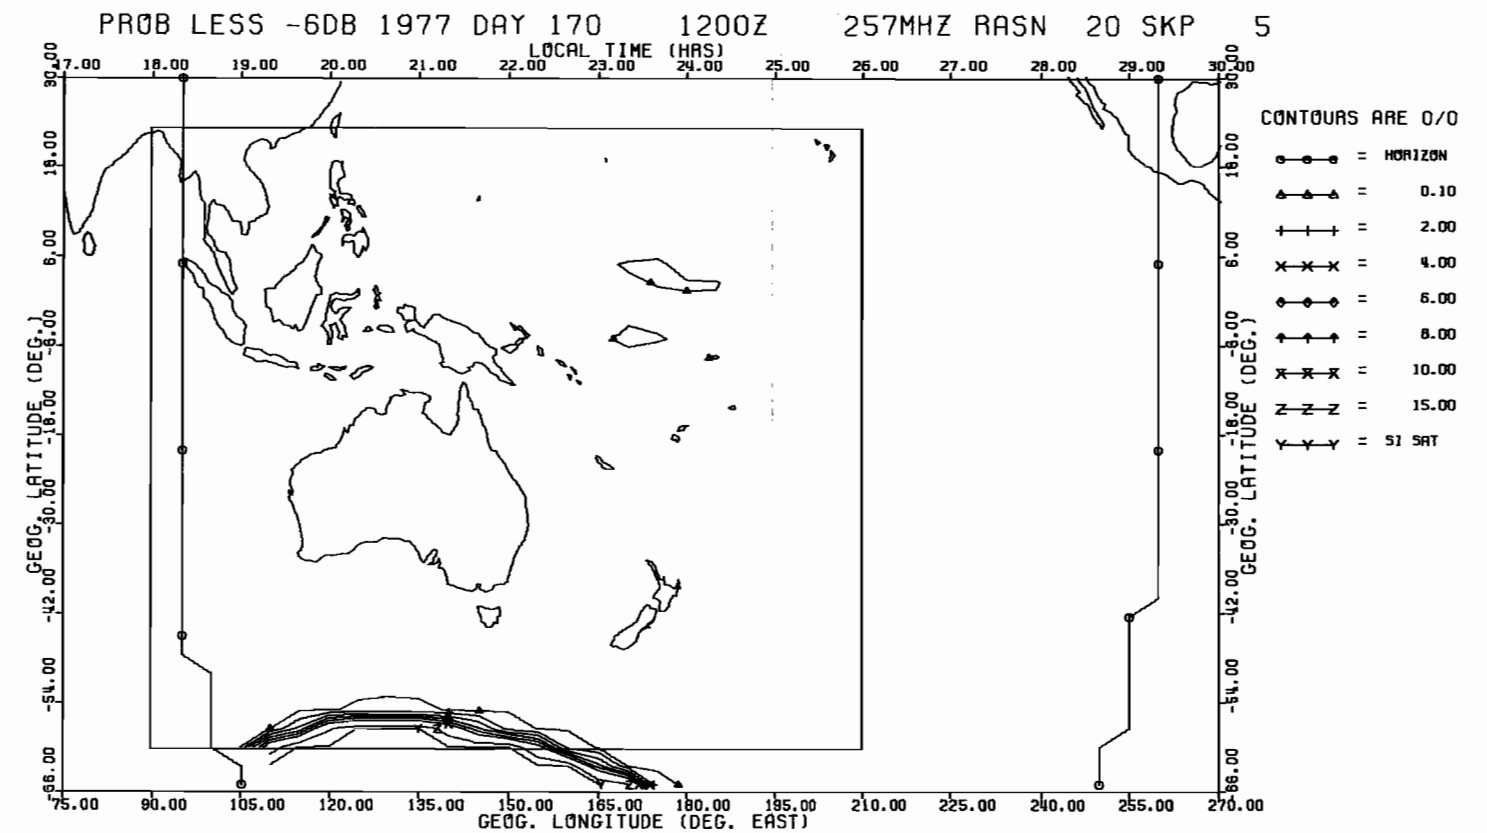 PROB LESS -6DB 1977 DAY 170 1200Z 257MHZ RASN 20 SKP 5
LOCAL TIME (HRS)
17.00 18.00 19.00 20.00 21.00 22.00 23.00 24.00 25.00 26.00 27.00 28.00 29.00 30.00
30.00 18.00 6.00 -6.00 -18.00 -30.00 -42.00 -54.00 -66.00
GEOG. LATITUDE (DEG.)
30.00 18.00 6.00 -6.00 -18.00 -30.00 -42.00 -54.00 -66.00
GEOG. LATITUDE (DEG.)
CONTOURS ARE 0/0
= HORIZON
= 0.10
= 2.00
= 4.00
= 6.00
= 8.00
= 10.00
= 15.00
= SI SAT
75.00 90.00 105.00 120.00 135.00 150.00 165.00 180.00 195.00 210.00 225.00 240.00 255.00 270.00
GEOG. LONGITUDE (DEG. EAST)